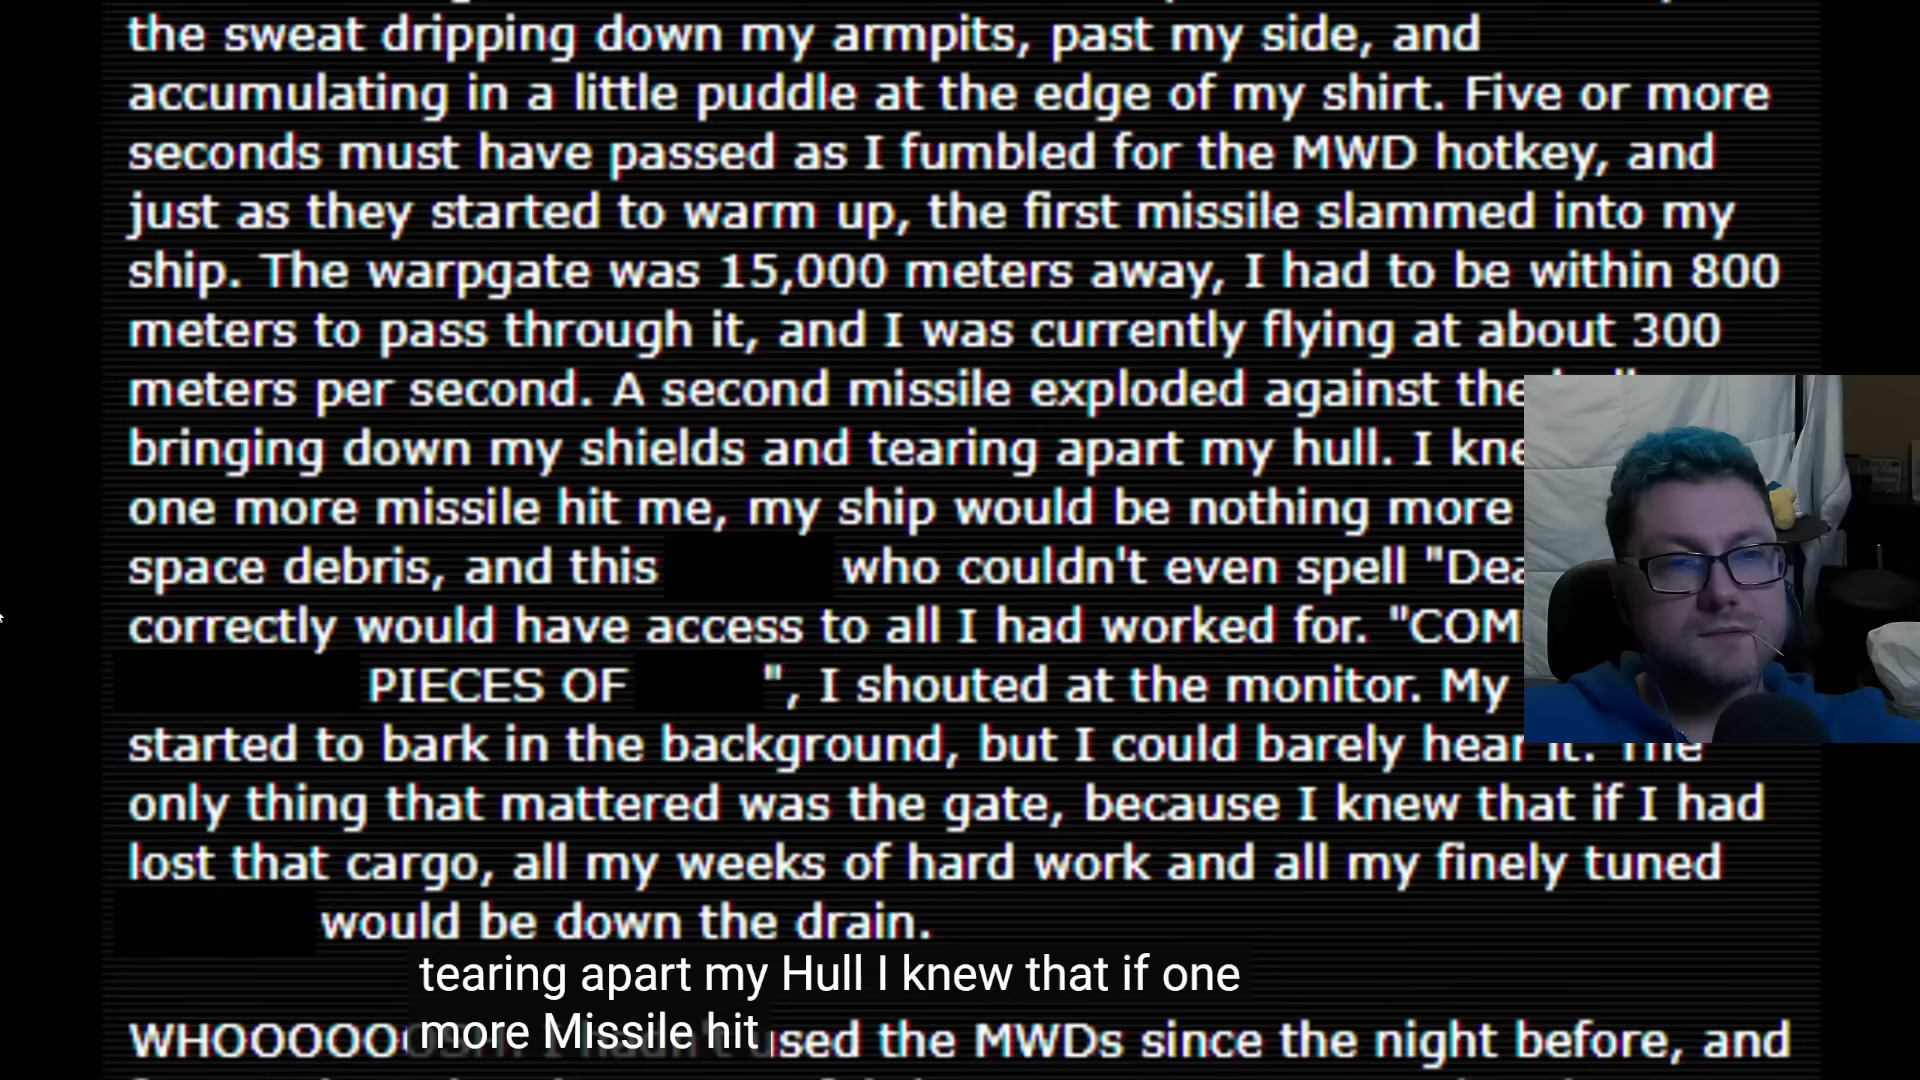 the sweat dripping down my armpits, past my side, and
accumulating in a little puddle at the edge of my shirt. Five or more
seconds must have passed as I fumbled for the MWD hotkey, and
just as they started to warm up, the first missile slammed into my
ship. The warpgate was 15,000 meters away, I had to be within 800
meters to pass through it, and I was currently flying at about 300
meters per second. A second missile exploded against the
bringing down my shields and tearing apart my hull. I
one more missile hit me, my ship would be nothing more
space debris, and this who couldn't even spell
correctly would have access to all I had worked for.
PIECES OF ", I shouted at the monitor. My
started to bark in the background, but I could barely hear it. The
only thing that mattered was the gate, because I knew that if I had
lost that cargo, all my weeks of hard work and all my finely tuned
would be down the drain.
tearing apart my Hull I knew that if one
more Missile hit
used the MWDs since the night before, and